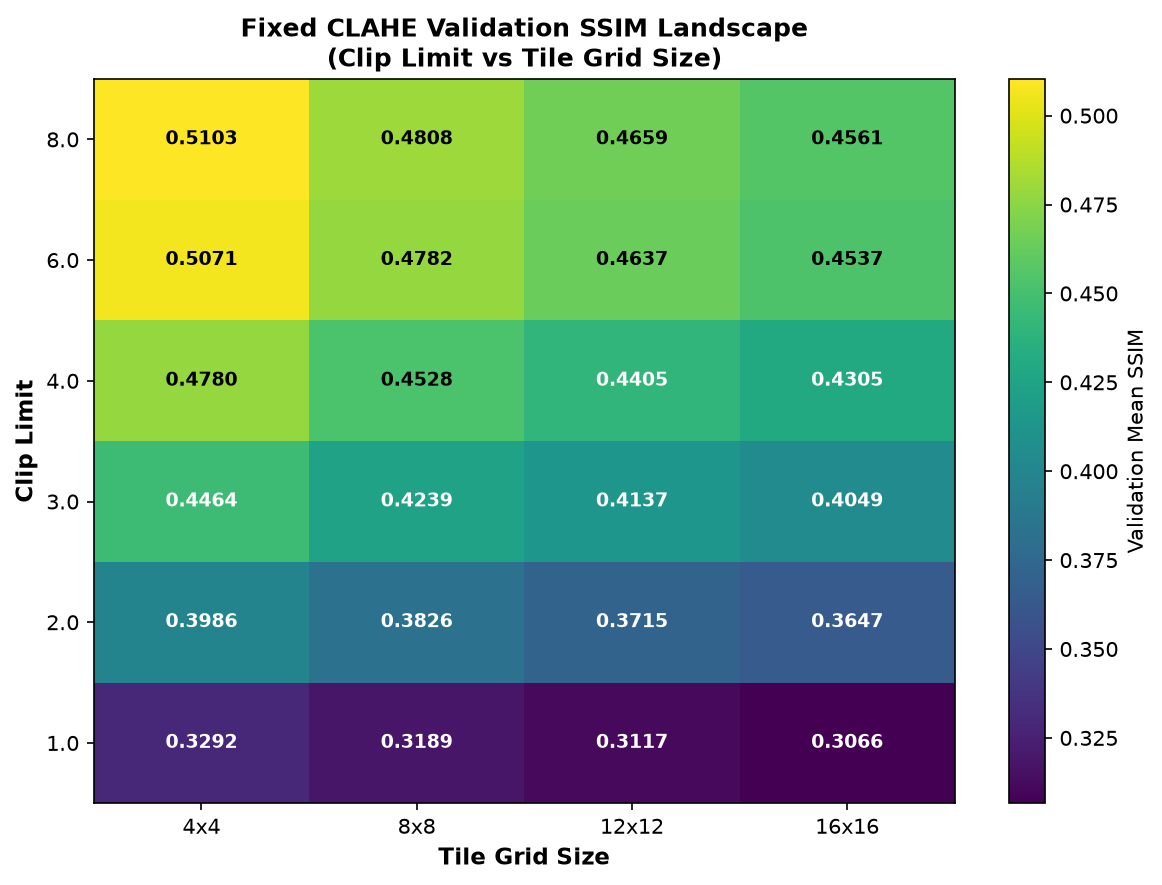 Fixed CLAHE Validation SSIM Landscape
(Clip Limit vs Tile Grid Size)
Clip Limit
8.0 0.5103 0.4808 0.4659 0.4561
6.0 0.5071 0.4782 0.4637 0.4537
4.0 0.4780 0.4528 0.4405 0.4305
3.0 0.4464 0.4239 0.4137 0.4049
2.0 0.3986 0.3826 0.3715 0.3647
1.0 0.3292 0.3189 0.3117 0.3066
4x4 8x8 12x12 16x16
Tile Grid Size
0.500
0.475
0.450
0.425
0.400
0.375
0.350
0.325
Validation Mean SSIM